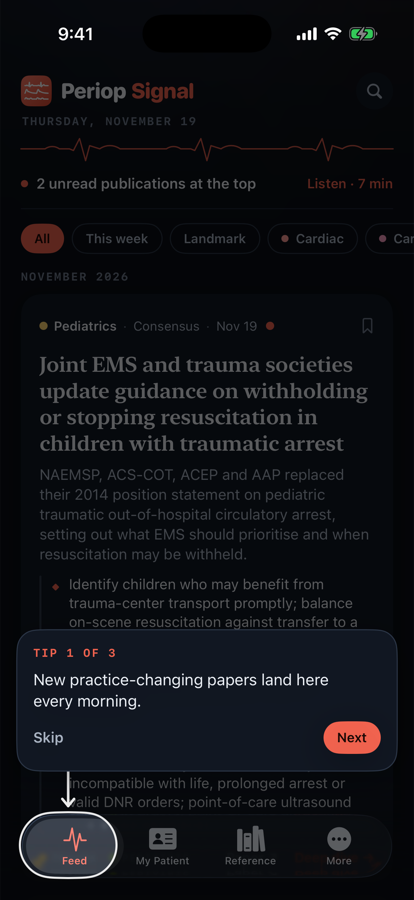 9:41
Periop Signal
THURSDAY, NOVEMBER 19
2 unread publications at the top
Listen · 7 min
All
This week
Landmark
Cardiac
Car
NOVEMBER 2026
Pediatrics · Consensus · Nov 19
Joint EMS and trauma societies
update guidance on withholding
or stopping resuscitation in
children with traumatic arrest
NAEMSP, ACS-COT, ACEP and AAP replaced
their 2014 position statement on pediatric
traumatic out-of-hospital circulatory arrest,
setting out what EMS should prioritise and when
resuscitation may be withheld.
Identify children who may benefit from
trauma-center transport promptly; balance
on-scene resuscitation against transfer to a
TIP 1 OF 3
New practice-changing papers land here
every morning.
Skip
Next
incompatible with life, prolonged arrest or
valid DNR orders; point-of-care ultrasound
Feed
My Patient
Reference
More